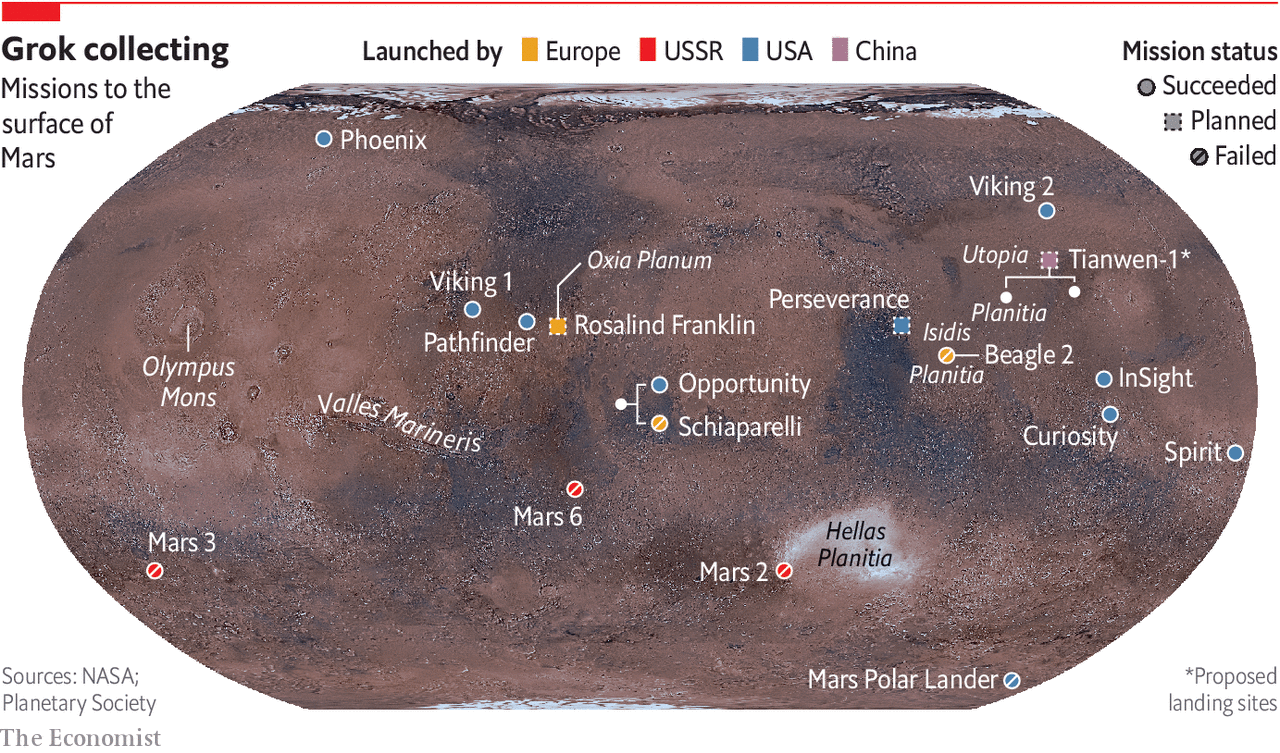 Grok collecting
Missions to the
surface of
Mars
Launched by Europe USSR USA China
Mission status
Succeeded
Planned
Failed
Phoenix
Viking 2
Utopia
Planitia
Tianwen-1*
Oxia Planum
Viking 1
Pathfinder
Rosalind Franklin
Perseverance
Isidis
Planitia
Beagle 2
Olympus
Mons
Valles Marineris
Opportunity
Schiaparelli
InSight
Curiosity
Spirit
Mars 6
Mars 3
Mars 2
Hellas
Planitia
Mars Polar Lander
Sources: NASA;
Planetary Society
*Proposed
landing sites
The Economist